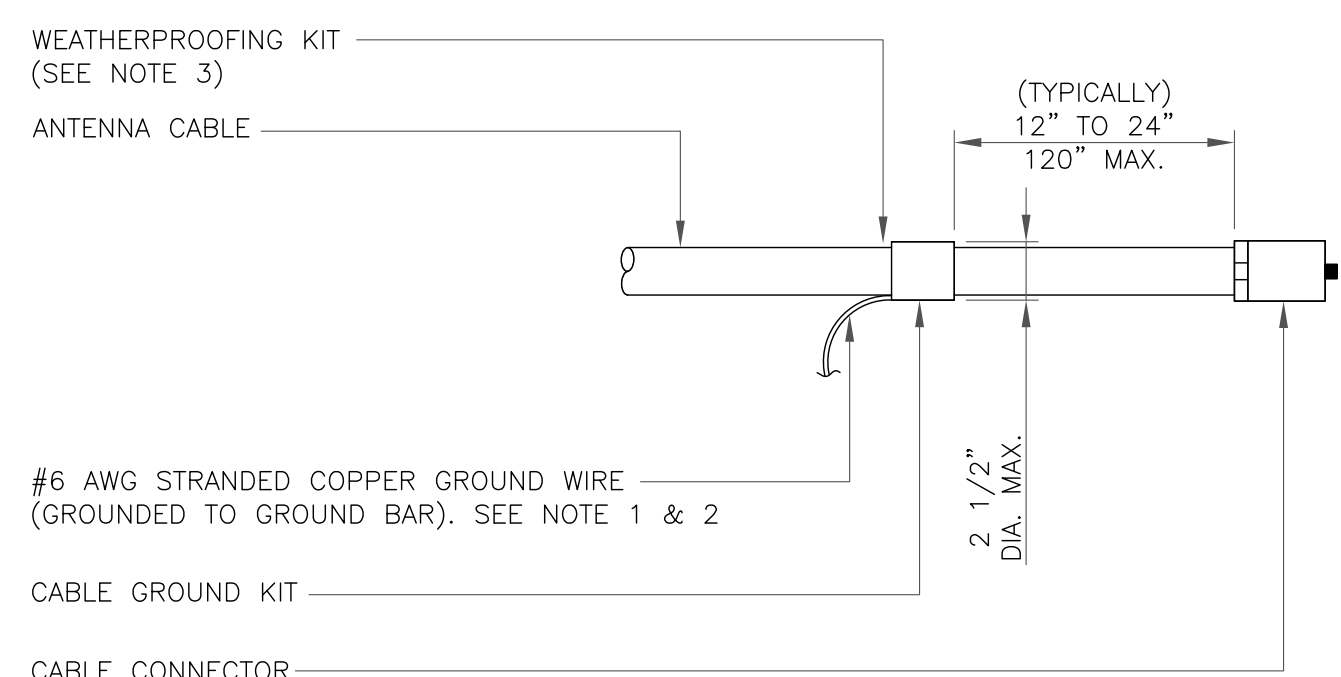 WEATHERPROOFING KIT
(SEE NOTE 3)
ANTENNA CABLE
(TYPICALLY)
12” TO 24”
120” MAX.
#6 AWG STRANDED COPPER GROUND WIRE
(GROUNDED TO GROUND BAR). SEE NOTE 1 & 2
2 1/2”
DIA. MAX.
CABLE GROUND KIT
CABLE CONNECTOR